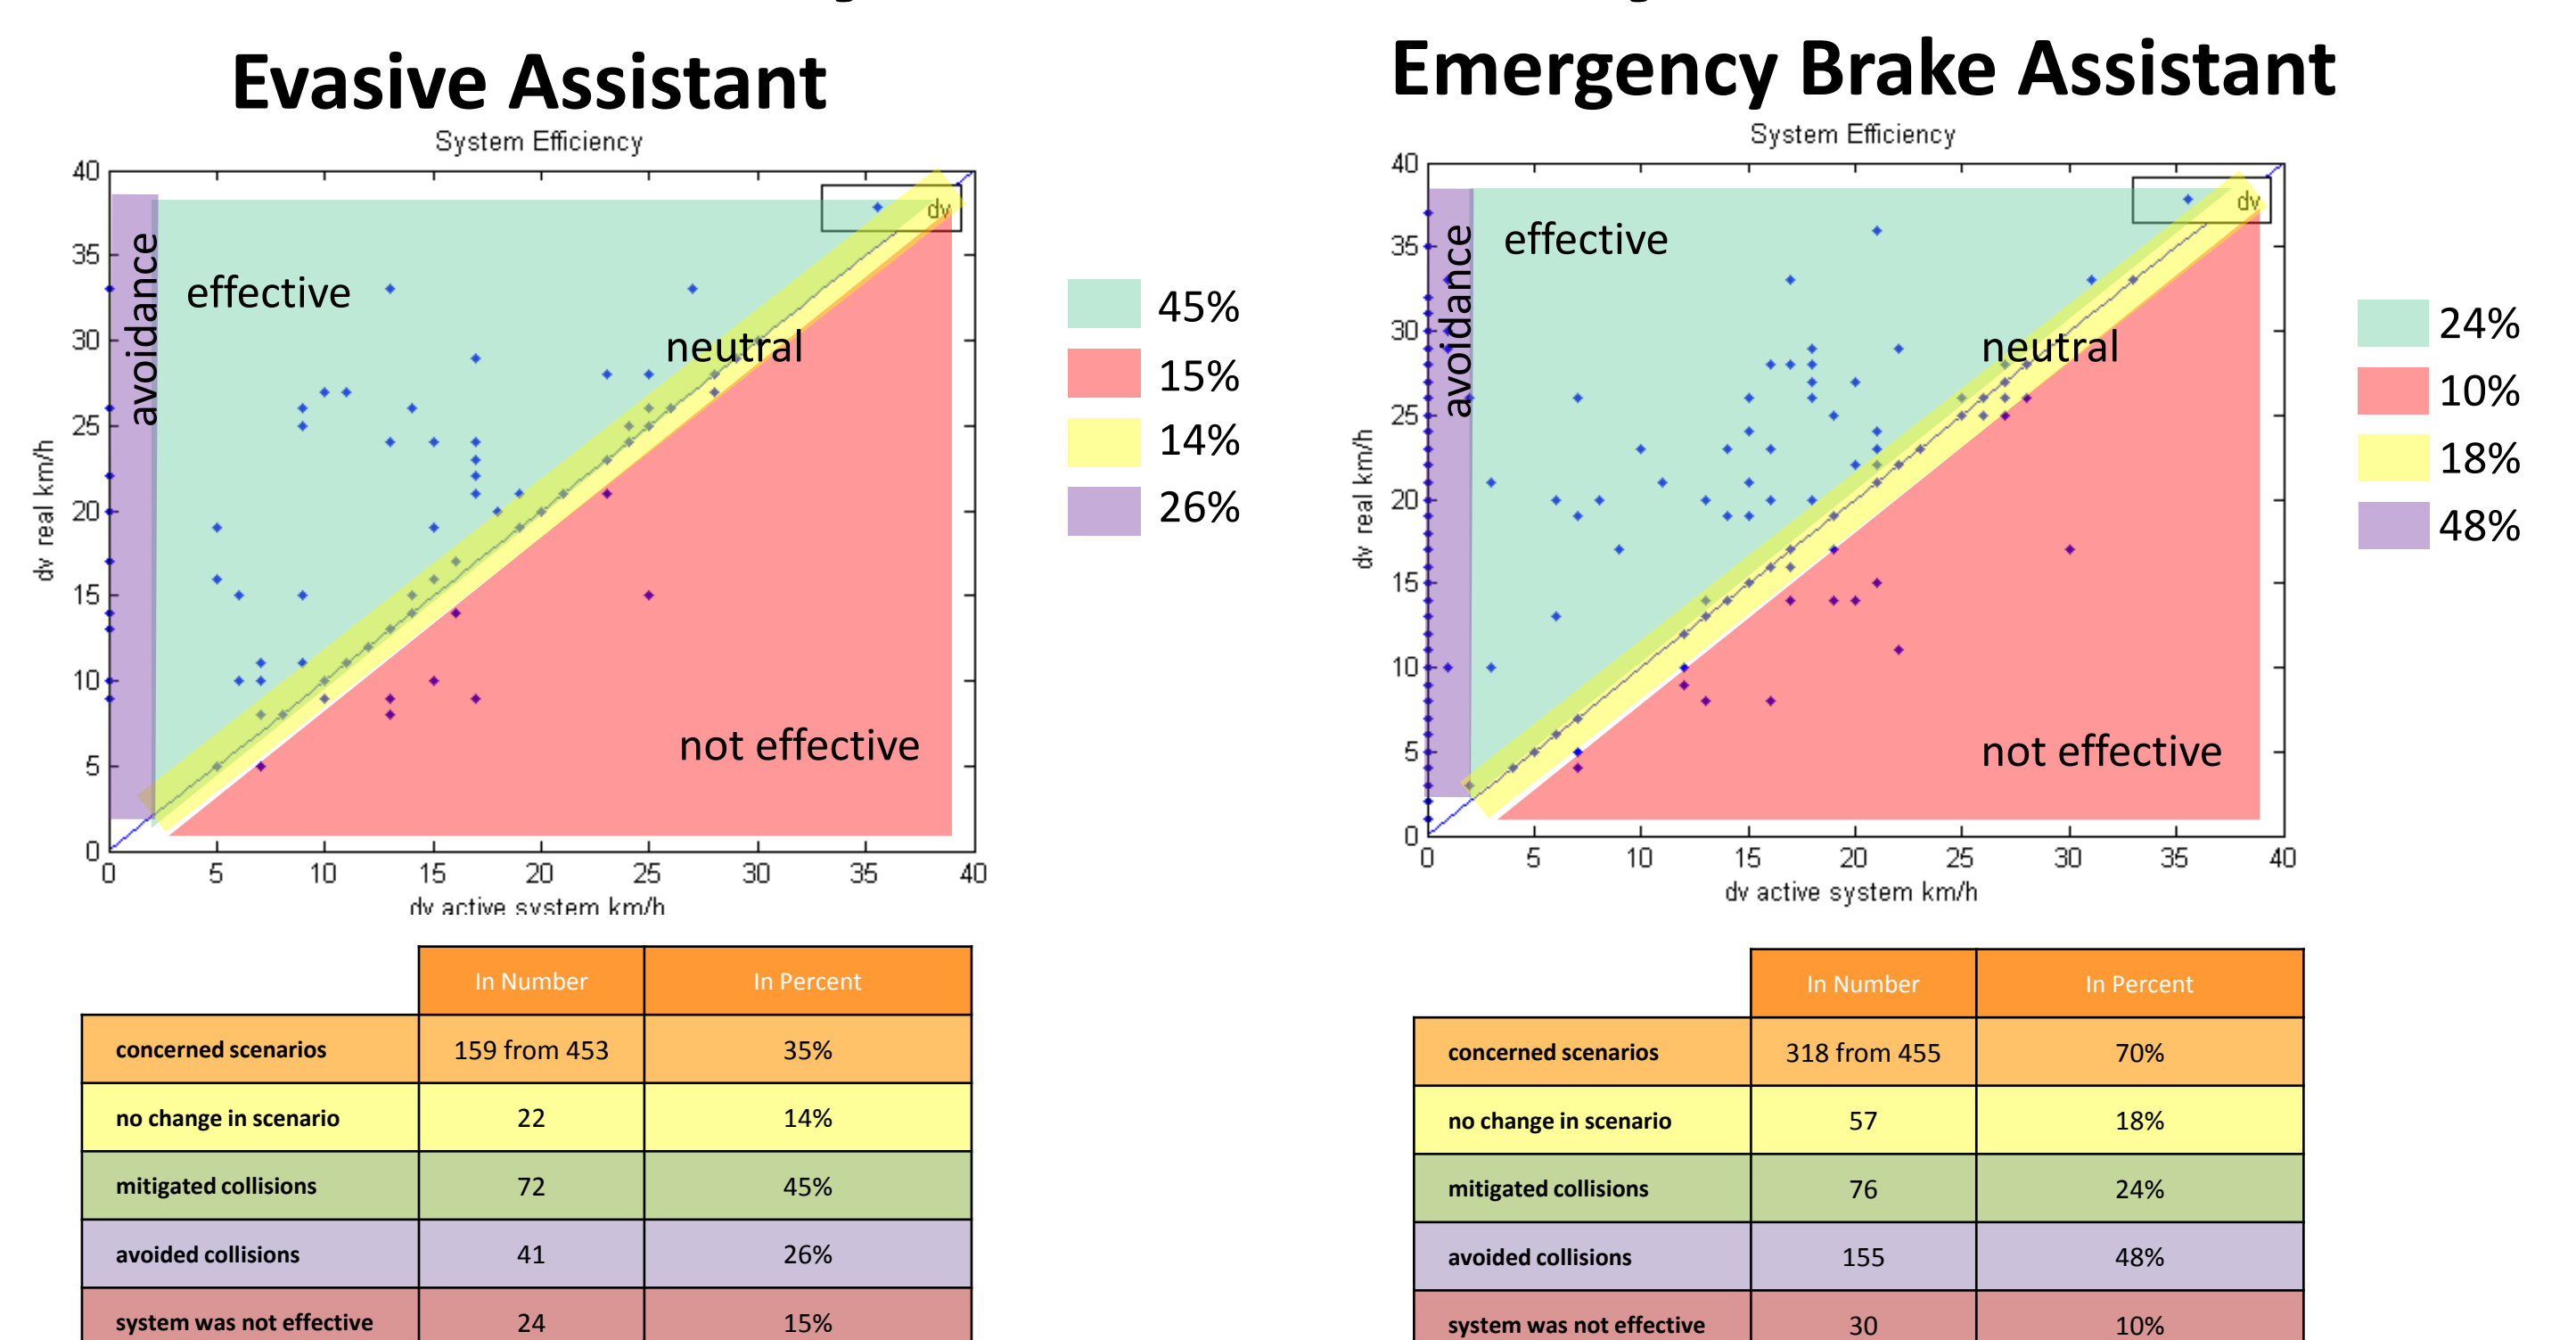 Evasive Assistant
System Efficiency
40
35
30
25
20
15
10
5
0
dv real km/h
avoidance
effective
neutral
not effective
dv
0 5 10 15 20 25 30 35 40
dv active system km/h
45%
15%
14%
26%
In Number In Percent
concerned scenarios 159 from 453 35%
no change in scenario 22 14%
mitigated collisions 72 45%
avoided collisions 41 26%
system was not effective 24 15%
Emergency Brake Assistant
System Efficiency
40
35
30
25
20
15
10
5
0
dv real km/h
avoidance
effective
neutral
not effective
dv
0 5 10 15 20 25 30 35 40
dv active system km/h
24%
10%
18%
48%
In Number In Percent
concerned scenarios 318 from 455 70%
no change in scenario 57 18%
mitigated collisions 76 24%
avoided collisions 155 48%
system was not effective 30 10%